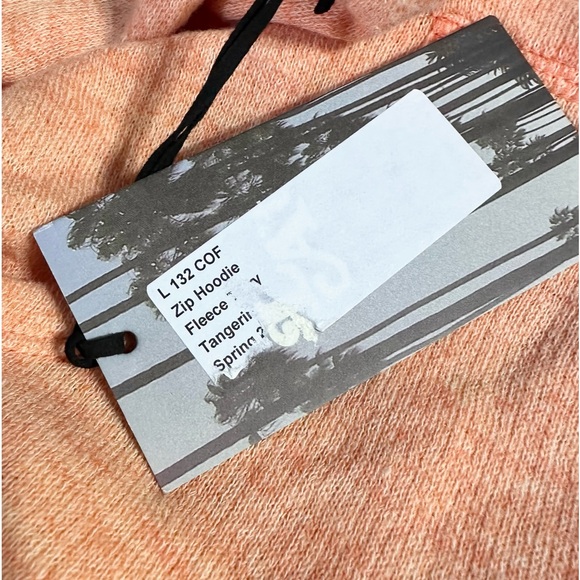 L 132 COF
Zip Hoodie
Fleece
Spring